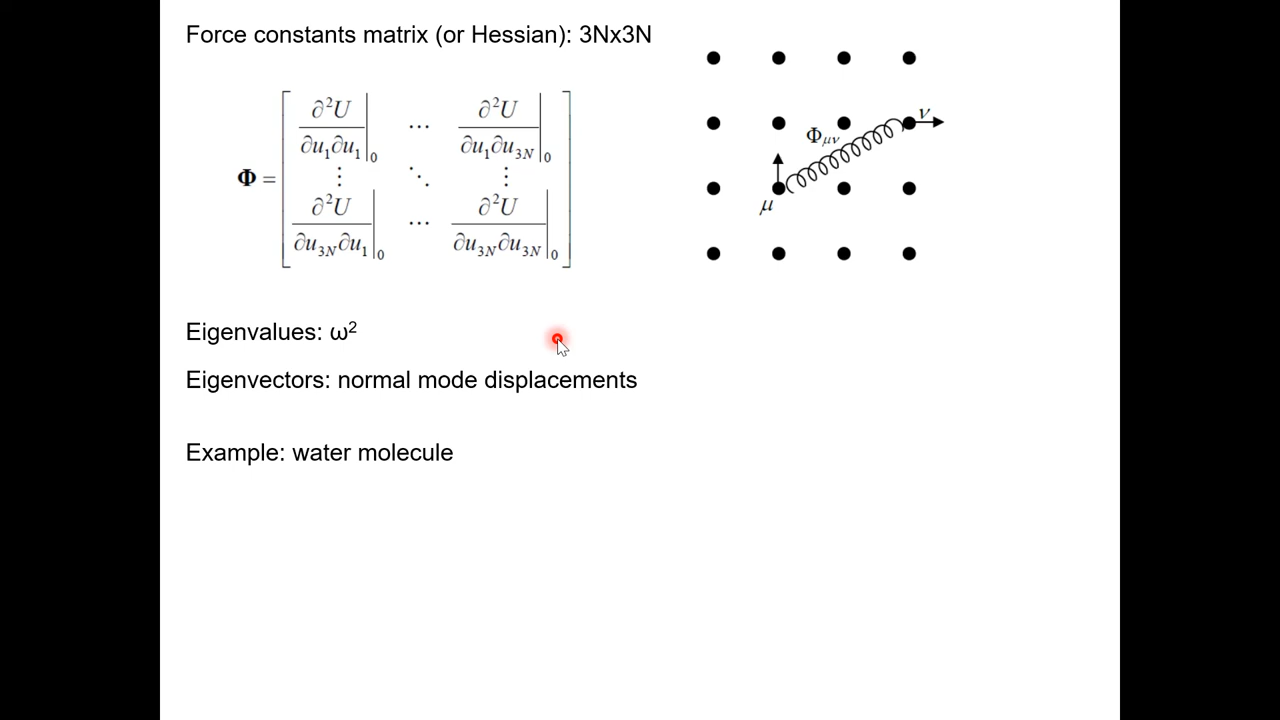 Force constants matrix (or Hessian): 3Nx3N
Φ = [ ∂²U/∂u₁∂u₁|₀ ⋯ ∂²U/∂u₁∂u₃N|₀
⋮ ⋱ ⋮
∂²U/∂u₃N∂u₁|₀ ⋯ ∂²U/∂u₃N∂u₃N|₀ ]
ν
Φμν
μ
Eigenvalues: ω²
Eigenvectors: normal mode displacements
Example: water molecule